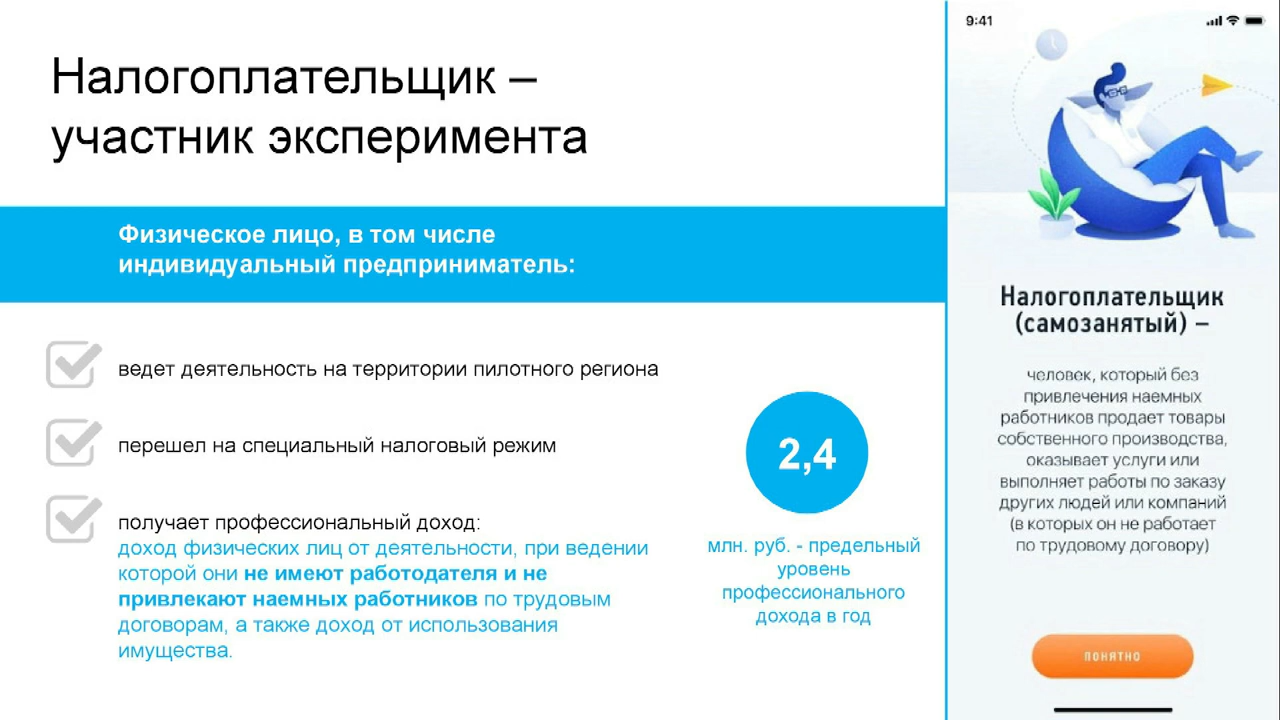 Налогоплательщик –
участник эксперимента
Физическое лицо, в том числе
индивидуальный предприниматель:
ведет деятельность на территории пилотного региона
перешел на специальный налоговый режим
получает профессиональный доход:
доход физических лиц от деятельности, при ведении
которой они не имеют работодателя и не
привлекают наемных работников по трудовым
договорам, а также доход от использования
имущества.
2,4
млн. руб. - предельный
уровень
профессионального
дохода в год
9:41
Налогоплательщик
(самозанятый) –
человек, который без
привлечения наемных
работников продает товары
собственного производства,
оказывает услуги или
выполняет работы по заказу
других людей или компаний
(в которых он не работает
по трудовому договору)
ПОНЯТНО